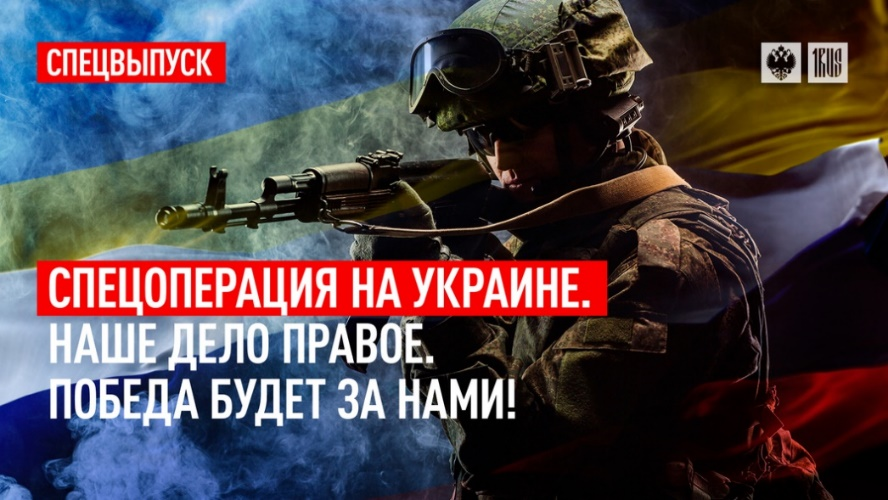 СПЕЦВЫПУСК
1RUS
СПЕЦОПЕРАЦИЯ НА УКРАИНЕ.
НАШЕ ДЕЛО ПРАВОЕ.
ПОБЕДА БУДЕТ ЗА НАМИ!